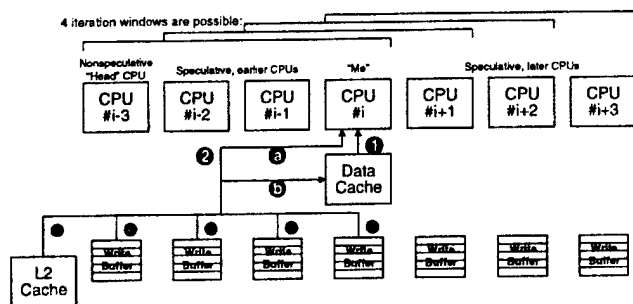 4 iteration windows are possible:
Nonspeculative
"Head" CPU
Speculative, earlier CPUs
"Me"
Speculative, later CPUs
CPU
#i-3
CPU
#i-2
CPU
#i-1
CPU
#i
CPU
#i+1
CPU
#i+2
CPU
#i+3
2
a
1
b
Data
Cache
Write
Buffer
Write
Buffer
Write
Buffer
Write
Buffer
Write
Buffer
Write
Buffer
Write
Buffer
L2
Cache